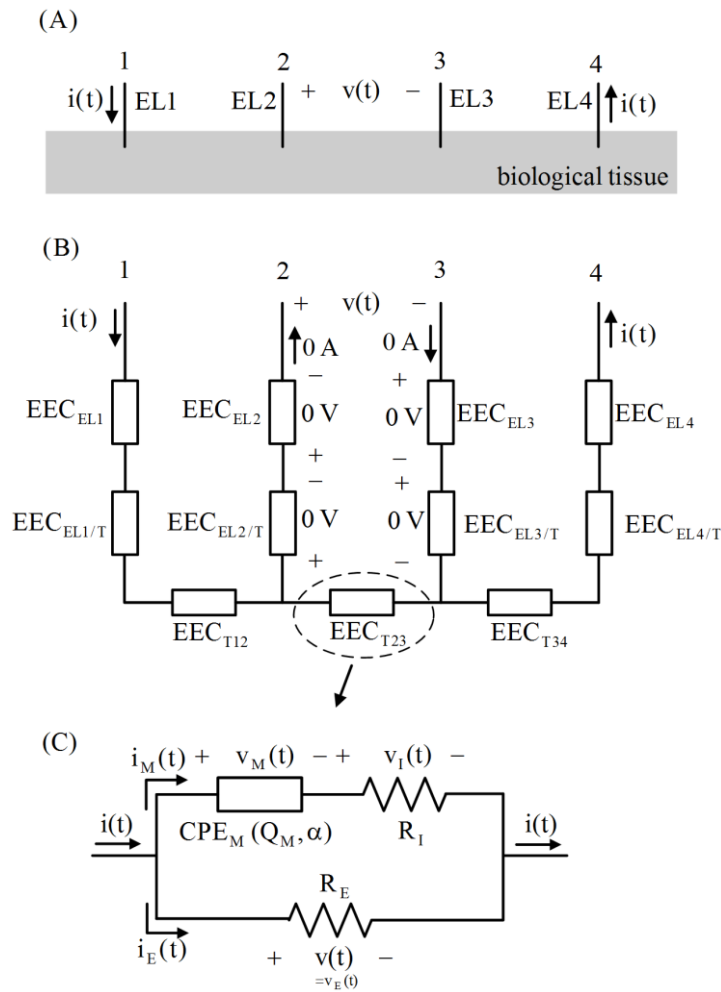 (A)
1 2 3 4
i(t) EL1 EL2 + v(t) − EL3 EL4 i(t)
biological tissue
(B)
1 2 3 4
i(t) + v(t) − i(t)
0 A 0 A
− +
EEC_EL1 EEC_EL2 0 V 0 V EEC_EL3 EEC_EL4
+ −
− +
EEC_EL1/T EEC_EL2/T 0 V 0 V EEC_EL3/T EEC_EL4/T
+ −
EEC_T12 EEC_T23 EEC_T34
(C)
i_M(t) + v_M(t) − + v_I(t) −
i(t) CPE_M (Q_M, α) R_I i(t)
R_E
i_E(t) + v(t) −
=v_E(t)